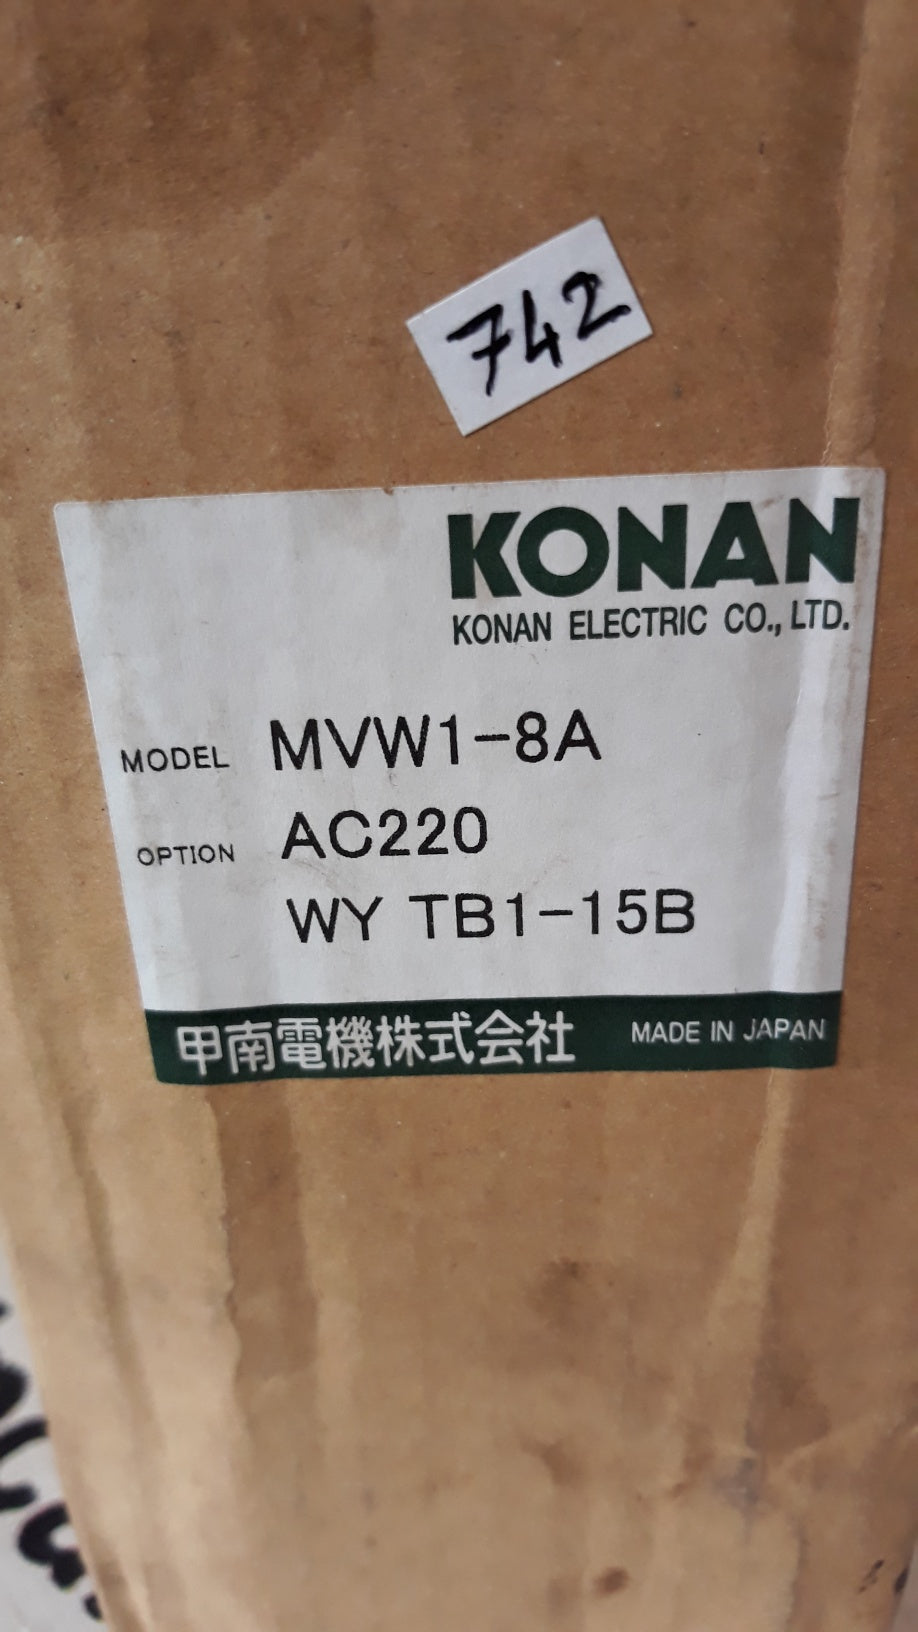 742
KONAN
KONAN ELECTRIC CO., LTD.
MODEL MVW1-8A
OPTION AC220
WY TB1-15B
甲南電機株式会社 MADE IN JAPAN